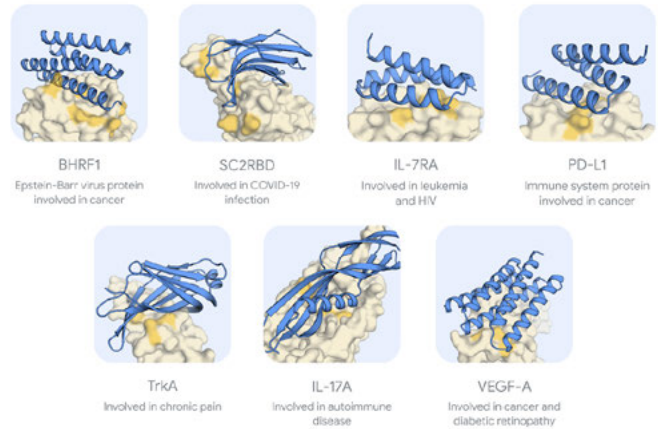 BHRF1
Epstein-Barr virus protein
involved in cancer
SC2RBD
Involved in COVID-19
infection
IL-7RA
Involved in leukemia
and HIV
PD-L1
Immune system protein
involved in cancer
TrkA
Involved in chronic pain
IL-17A
Involved in autoimmune
disease
VEGF-A
Involved in cancer and
diabetic retinopathy